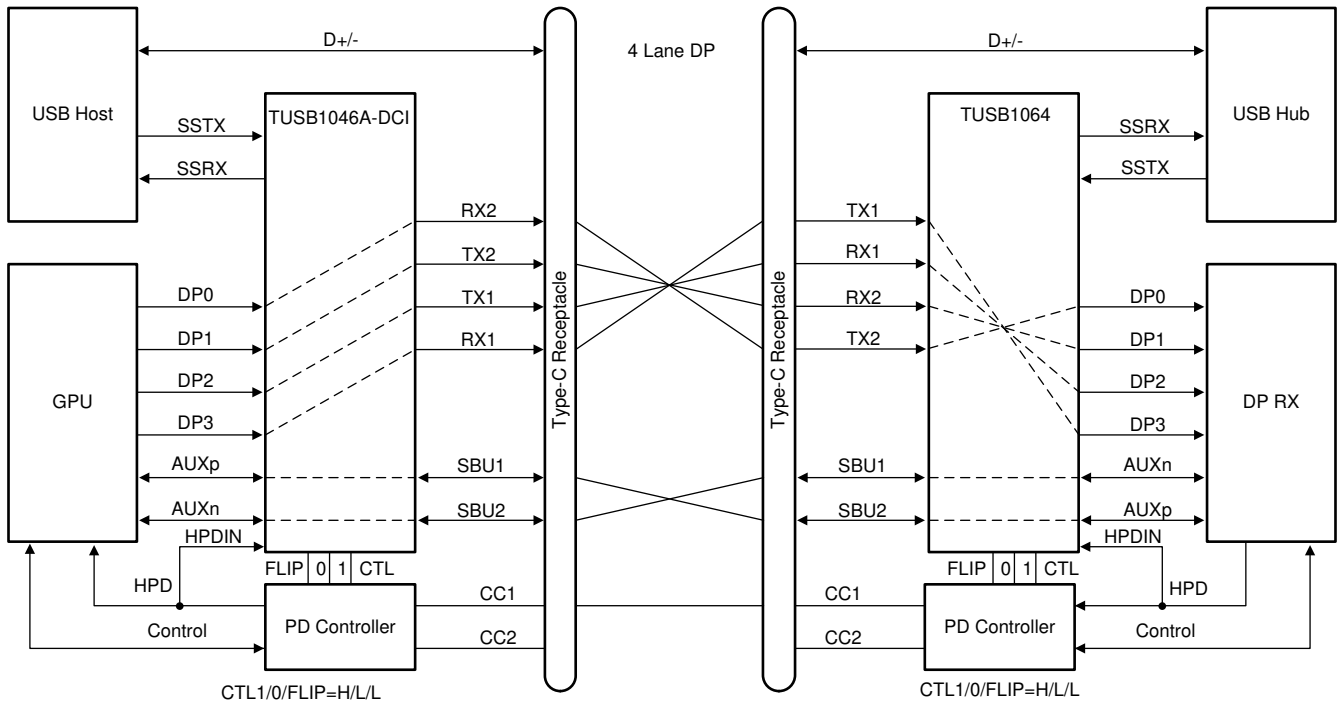 D+/-
4 Lane DP
D+/-
USB Host
TUSB1046A-DCI
TUSB1064
USB Hub
SSTX
SSRX
SSRX
SSTX
RX2
TX2
TX1
RX1
Type-C Receptacle
Type-C Receptacle
TX1
RX1
RX2
TX2
GPU
DP0
DP1
DP2
DP3
AUXp
AUXn
SBU1
SBU2
SBU1
SBU2
DP0
DP1
DP2
DP3
AUXn
AUXp
DP RX
HPDIN
HPDIN
FLIP 0 1 CTL
FLIP 0 1 CTL
HPD
HPD
Control
Control
PD Controller
PD Controller
CC1
CC2
CC1
CC2
CTL1/0/FLIP=H/L/L
CTL1/0/FLIP=H/L/L